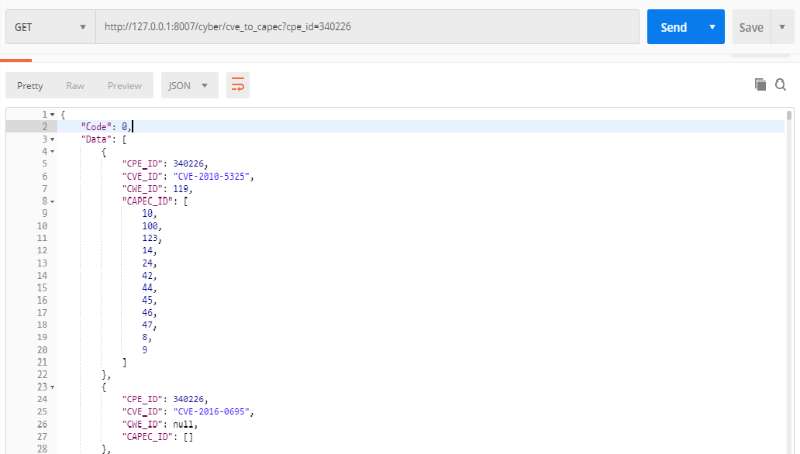 GET http://127.0.0.1:8007/cyber/cve_to_capec?cpe_id=340226 Send Save
Pretty Raw Preview JSON
1 {
2 "Code": 0,
3 "Data": [
4 {
5 "CPE_ID": 340226,
6 "CVE_ID": "CVE-2010-5325",
7 "CWE_ID": 119,
8 "CAPEC_ID": [
9 10,
10 100,
11 123,
12 14,
13 24,
14 42,
15 44,
16 45,
17 46,
18 47,
19 8,
20 9
21 ]
22 },
23 {
24 "CPE_ID": 340226,
25 "CVE_ID": "CVE-2016-0695",
26 "CWE_ID": null,
27 "CAPEC_ID": []
28 },